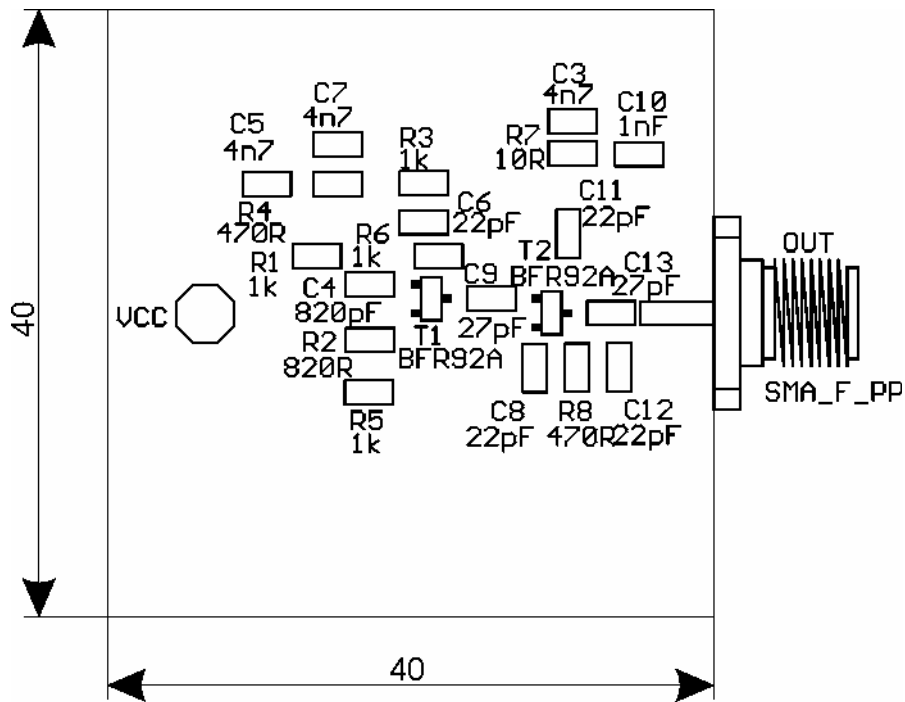 C3
4n7
C7
4n7
C10
1nF
C5
4n7
R3
1k
R7
10R
R4
470R
C6
22pF
C11
22pF
R6
1k
R1
1k
T2
BFR92A
OUT
C9
27pF
C13
27pF
C4
820pF
VCC
40
T1
BFR92A
R2
820R
SMA_F_PP
R5
1k
C8
22pF
R8
470R
C12
22pF
40